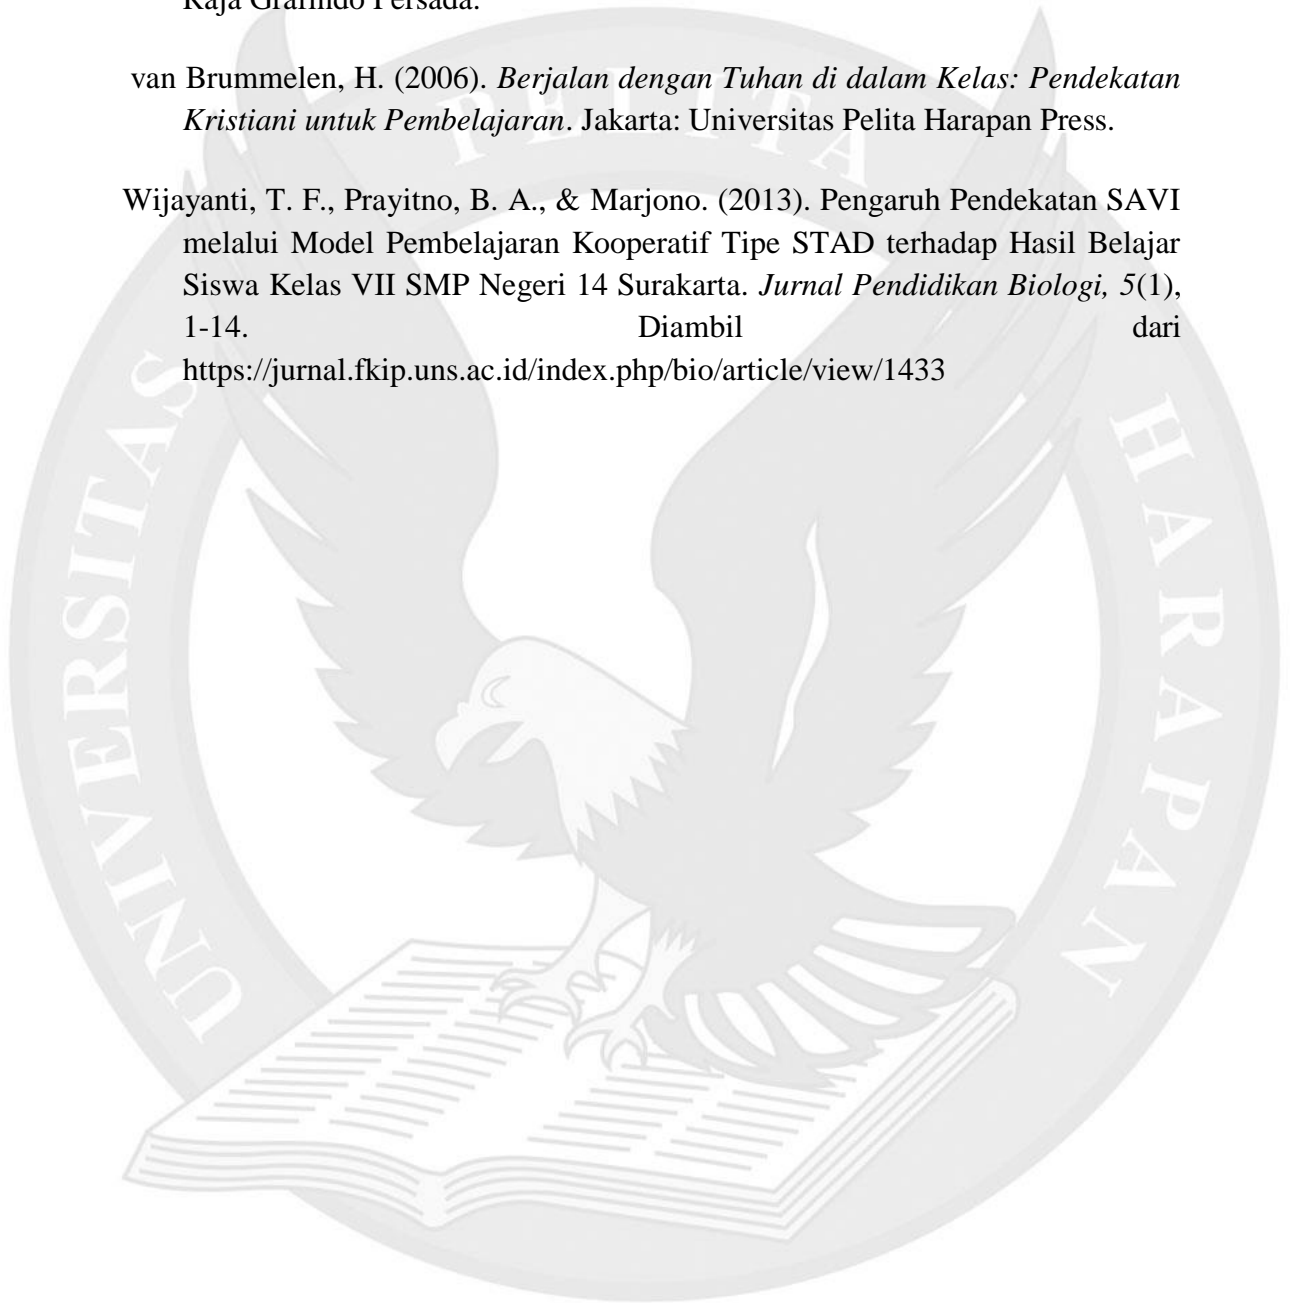 Raja Grafindo Persada.
van Brummelen, H. (2006). Berjalan dengan Tuhan di dalam Kelas: Pendekatan
Kristiani untuk Pembelajaran. Jakarta: Universitas Pelita Harapan Press.
Wijayanti, T. F., Prayitno, B. A., & Marjono. (2013). Pengaruh Pendekatan SAVI
melalui Model Pembelajaran Kooperatif Tipe STAD terhadap Hasil Belajar
Siswa Kelas VII SMP Negeri 14 Surakarta. Jurnal Pendidikan Biologi, 5(1),
1-14. Diambil dari
https://jurnal.fkip.uns.ac.id/index.php/bio/article/view/1433
UNIVERSITAS PELITA HARAPAN